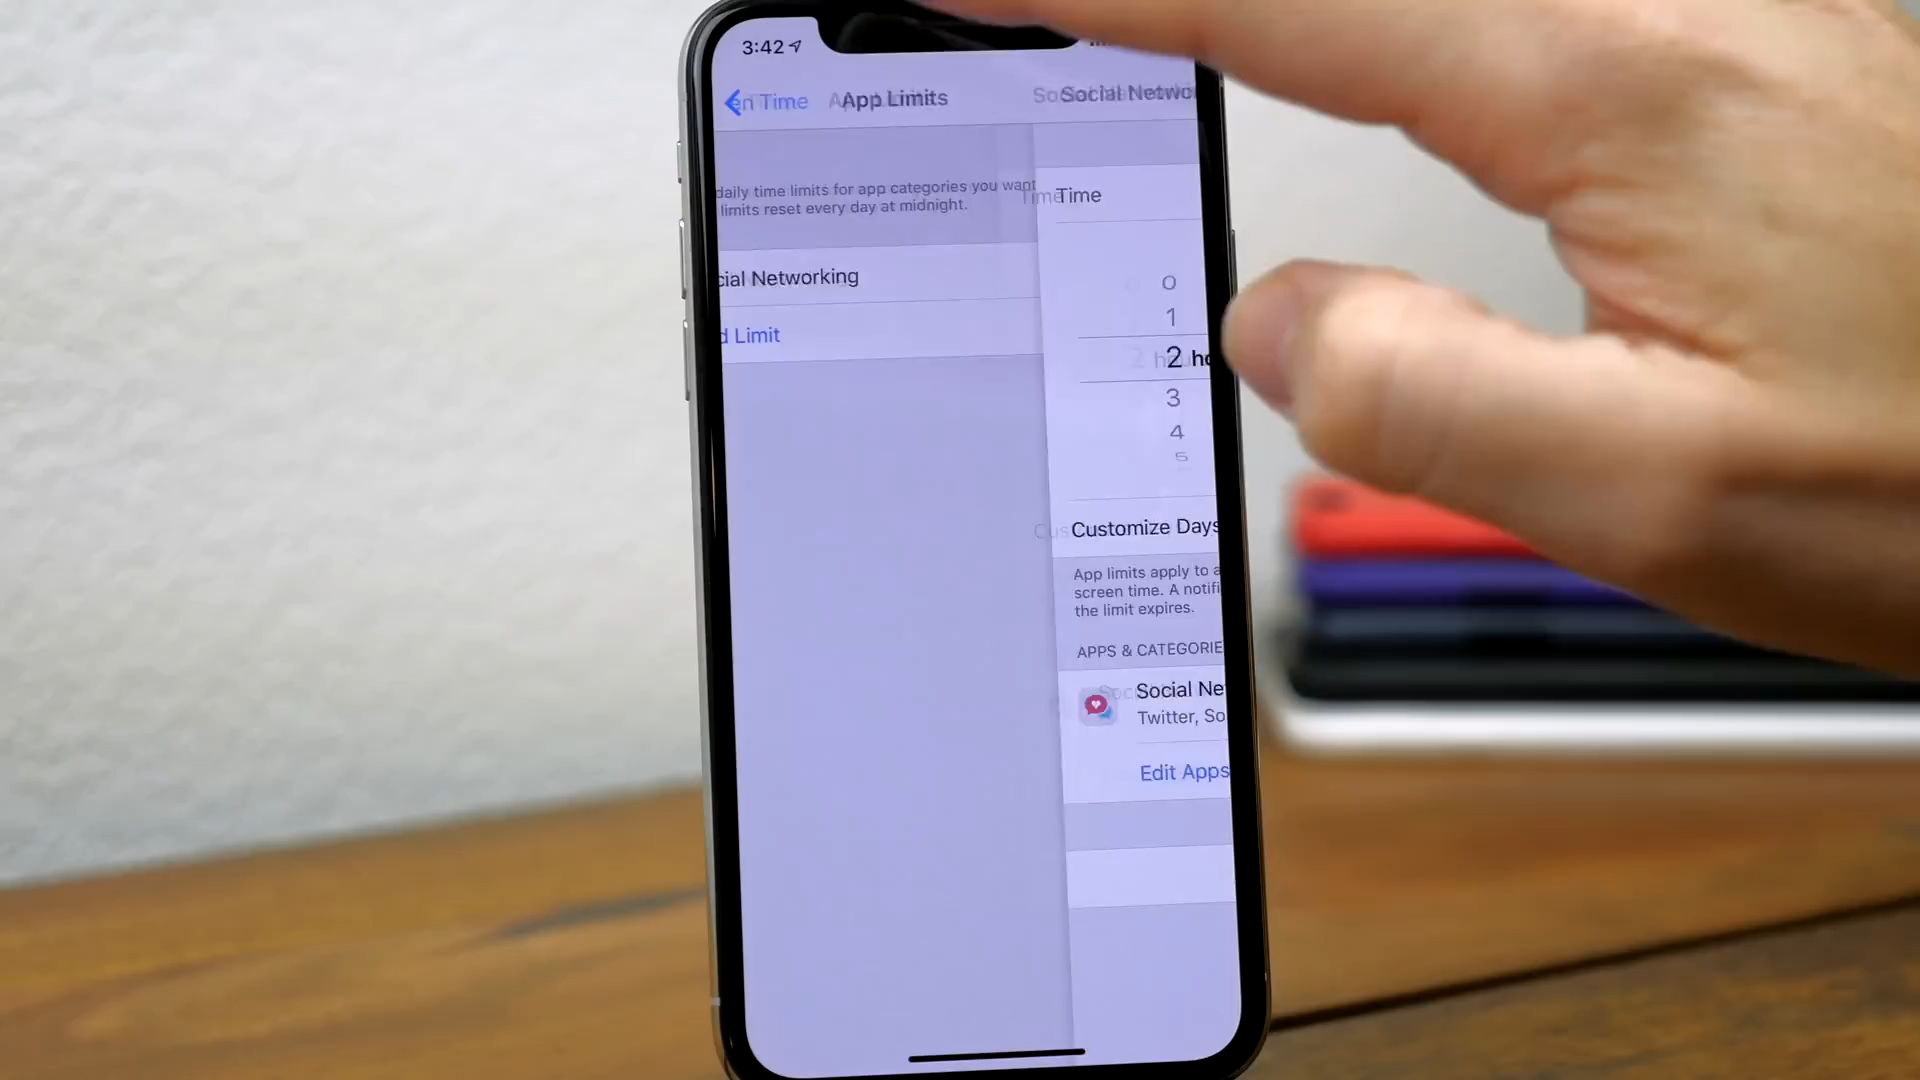 3:42
en Time
App Limits
Social Networ
daily time limits for app categories you want
limits reset every day at midnight.
cial Networking
d Limit
Time
0
1
2 ho
3
4
5
Customize Days
App limits apply to a
screen time. A notifi
the limit expires.
APPS & CATEGORIE
Social Ne
Twitter, So
Edit Apps